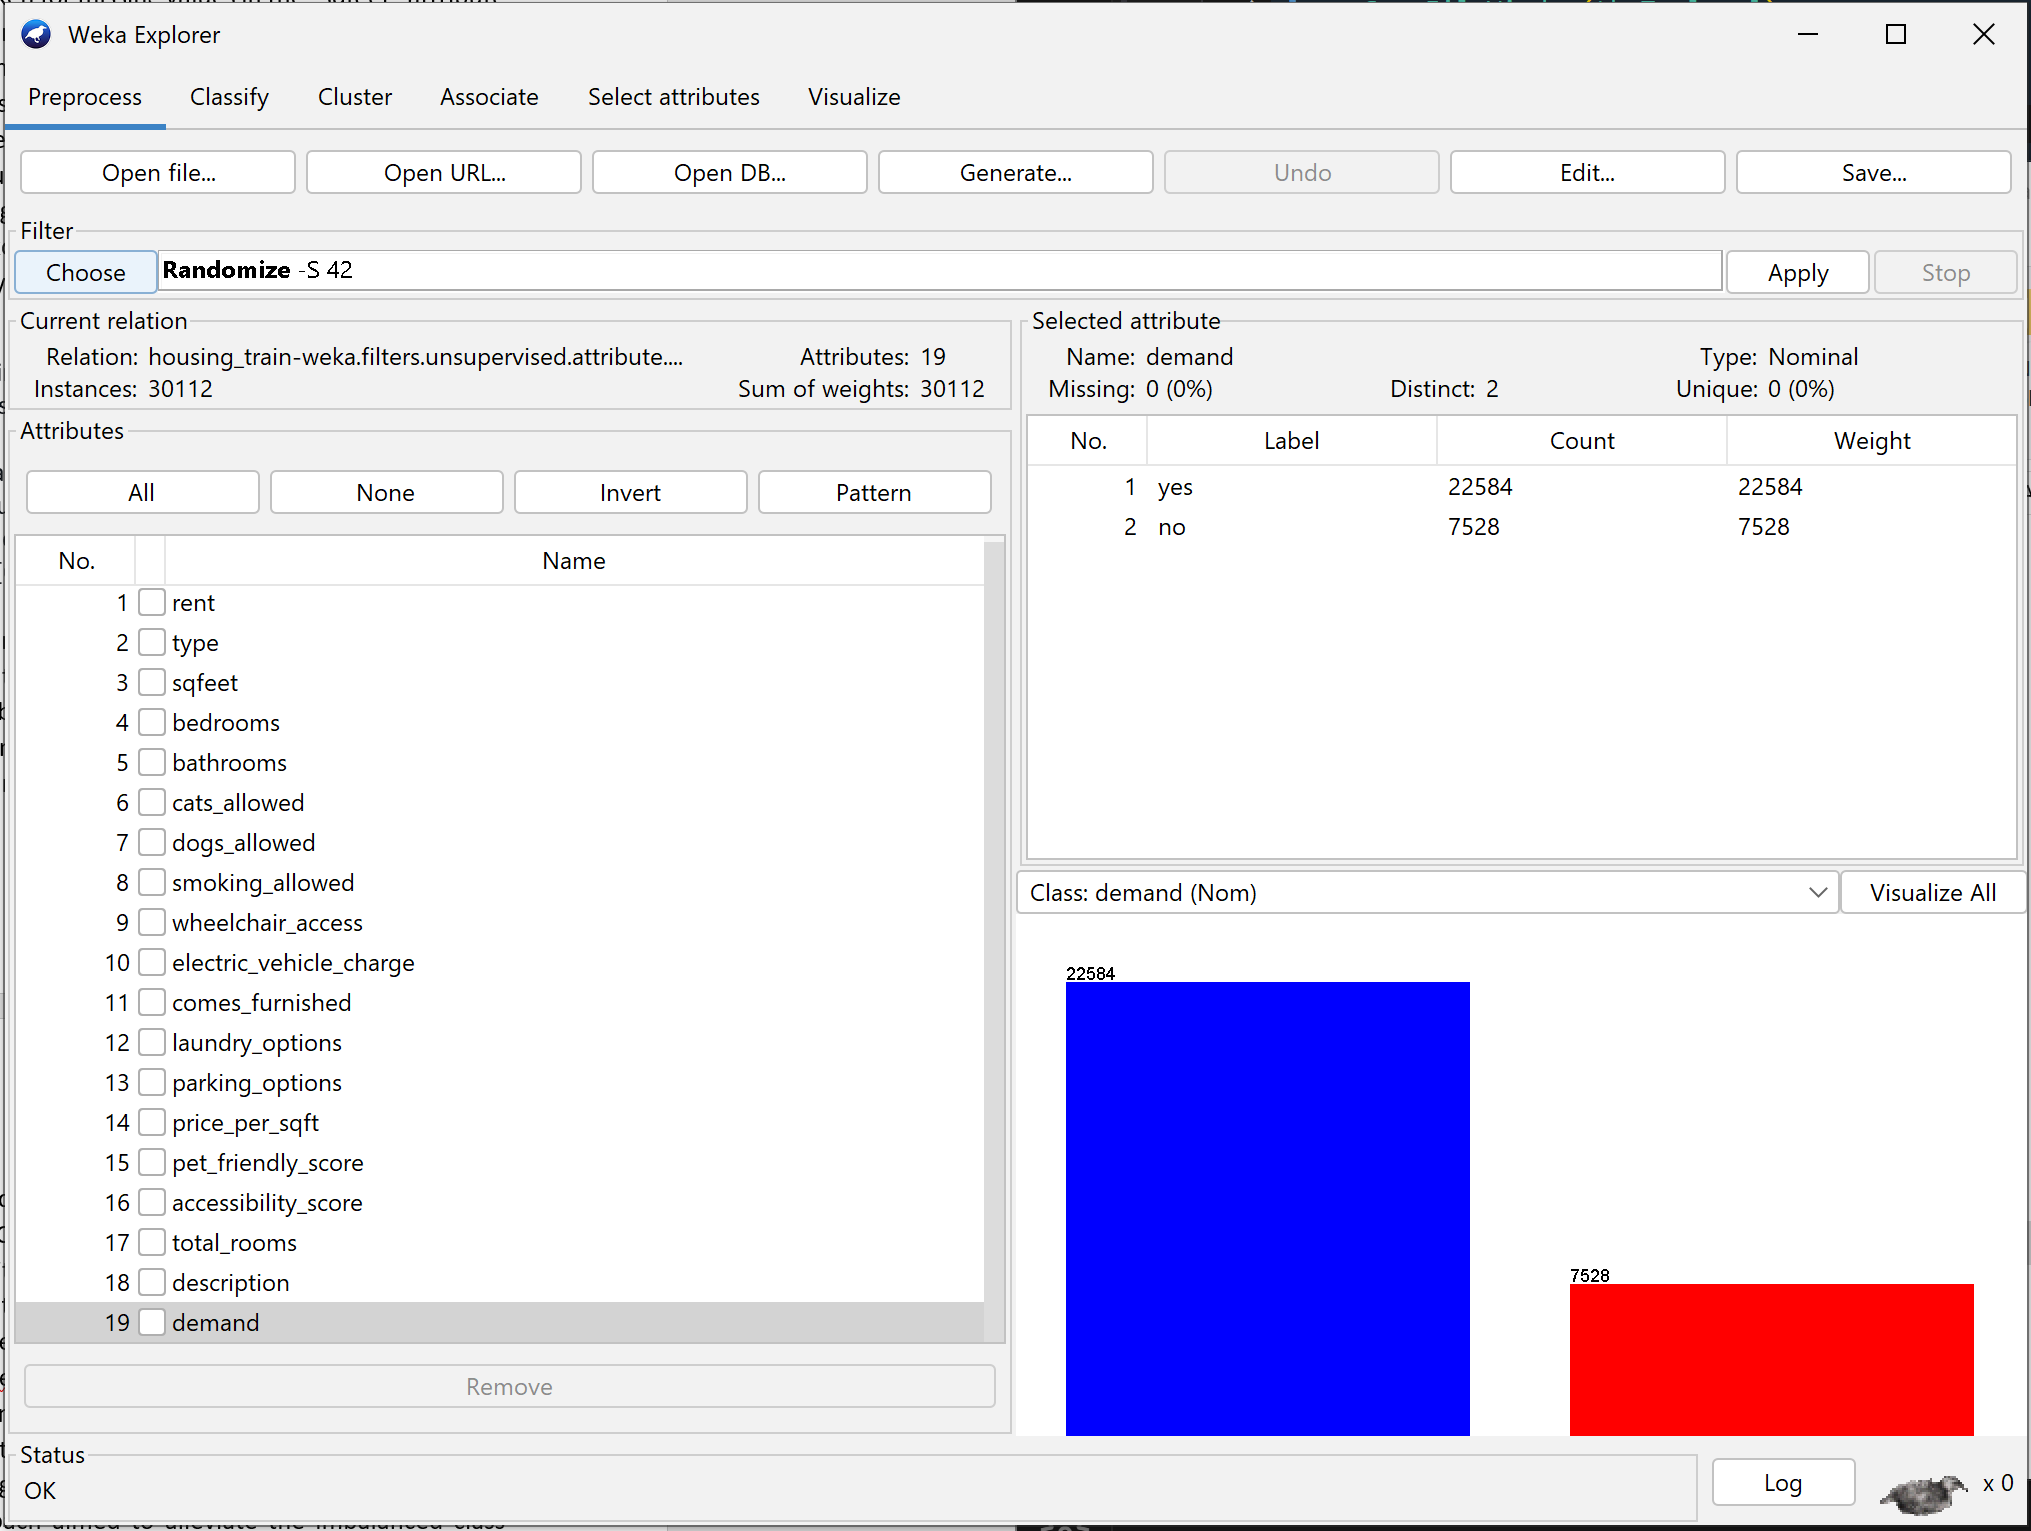 Weka Explorer
Preprocess Classify Cluster Associate Select attributes Visualize
Open file... Open URL... Open DB... Generate... Undo Edit... Save...
Filter
Choose Randomize -S 42 Apply Stop
Current relation
Relation: housing_train-weka.filters.unsupervised.attribute.... Attributes: 19
Instances: 30112 Sum of weights: 30112
Selected attribute
Name: demand Type: Nominal
Missing: 0 (0%) Distinct: 2 Unique: 0 (0%)
Attributes
All None Invert Pattern
No. Name
1 rent
2 type
3 sqfeet
4 bedrooms
5 bathrooms
6 cats_allowed
7 dogs_allowed
8 smoking_allowed
9 wheelchair_access
10 electric_vehicle_charge
11 comes_furnished
12 laundry_options
13 parking_options
14 price_per_sqft
15 pet_friendly_score
16 accessibility_score
17 total_rooms
18 description
19 demand
Remove
No. Label Count Weight
1 yes 22584 22584
2 no 7528 7528
Class: demand (Nom) Visualize All
22584
7528
Status
OK
Log x 0